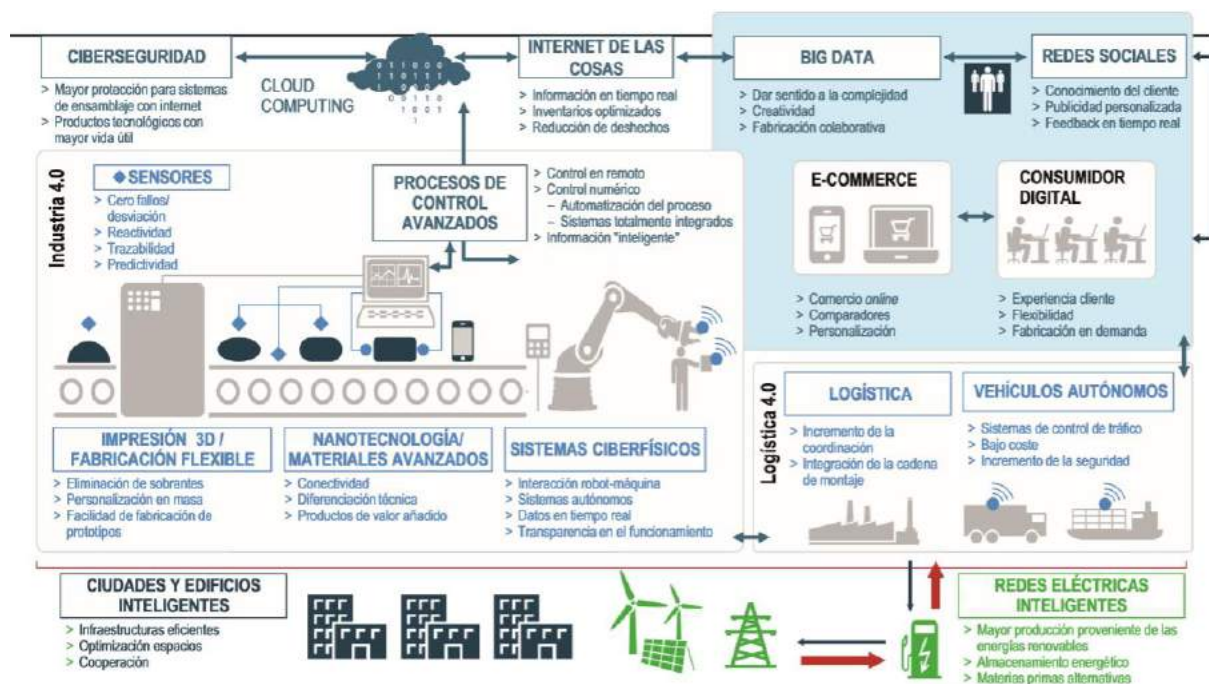 CIBERSEGURIDAD
> Mayor protacción para sistemas
de ensamblaje con internet
> Productos tecnológicos con
mayor vida útil
CLOUD
COMPUTING
INTERNET DE LAS
COSAS
> Información en tiempo real
> Inventarios optimizados
> Reducción de deshechos
BIG DATA
> Dar sentido a la complejidad
> Creatividad
> Fabricación colaborativa
REDES SOCIALES
> Conocimiento del cliente
> Publicidad personalizada
> Feedback en tiempo real
Industria 4.0
SENSORES
> Cero fallos/
desviación
> Reactividad
> Trazabilidad
> Predictividad
PROCESOS DE
CONTROL
AVANZADOS
> Control en remoto
> Control numérico
– Automatización del proceso
– Sistemas totalmente integrados
> Información "inteligente"
E-COMMERCE
> Comercio online
> Comparadores
> Personalización
CONSUMIDOR
DIGITAL
> Experiencia cliente
> Flexibilidad
> Fabricación en demanda
IMPRESIÓN 3D /
FABRICACIÓN FLEXIBLE
> Eliminación de sobrantes
> Personalización en masa
> Facilidad de fabricación de
prototipos
NANOTECNOLOGÍA/
MATERIALES AVANZADOS
> Conectividad
> Diferenciación técnica
> Productos de valor añadido
SISTEMAS CIBERFÍSICOS
> Interacción robot-máquina
> Sistemas autónomos
> Datos en tiempo real
> Transparencia en el funcionamiento
Logística 4.0
LOGÍSTICA
> Incremento de la
coordinación
> Integración de la cadena
de montaje
VEHÍCULOS AUTÓNOMOS
> Sistemas de control de tráfico
> Bajo coste
> Incremento de la seguridad
CIUDADES Y EDIFICIOS
INTELIGENTES
> Infraestructuras eficientes
> Optimización espacios
> Cooperación
REDES ELÉCTRICAS
INTELIGENTES
> Mayor producción proveniente de las
energías renovables
> Almacenamiento energético
> Materias primas alternativas